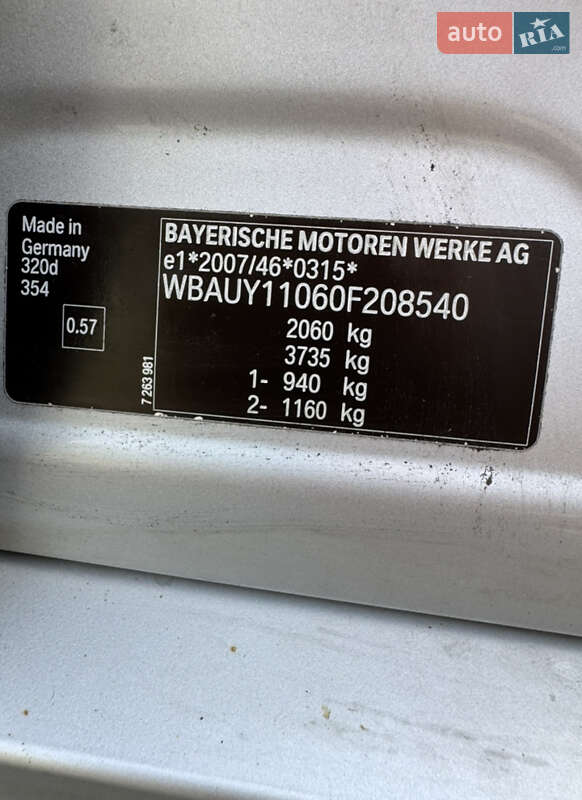 auto RIA .com
Made in
Germany
320d
354
0.57
7 263 981
BAYERISCHE MOTOREN WERKE AG
e1*2007/46*0315*
WBAUY11060F208540
2060 kg
3735 kg
1- 940 kg
2- 1160 kg